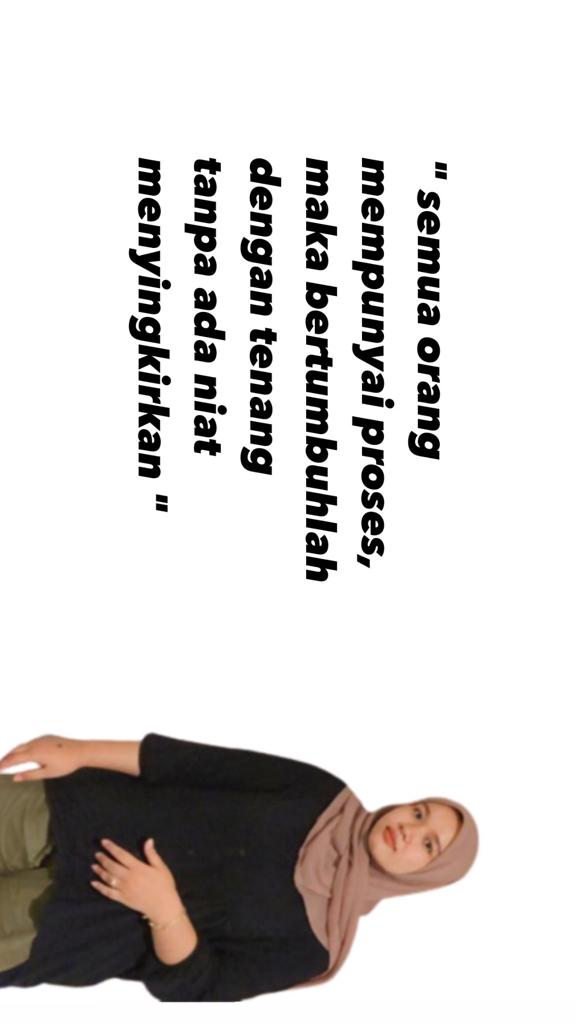 " semua orang
mempunyai proses,
maka bertumbuhlah
dengan tenang
tanpa ada niat
menyingkirkan "